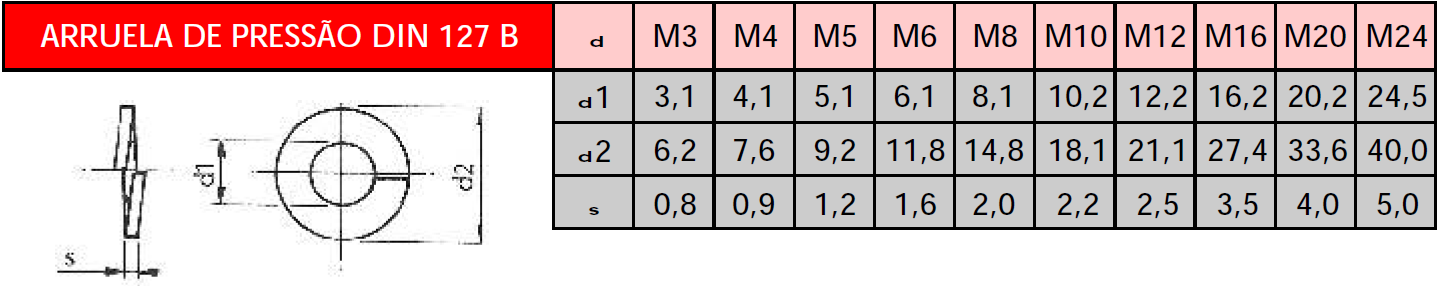 ARRUELA DE PRESSÃO DIN 127 B d M3 M4 M5 M6 M8 M10 M12 M16 M20 M24
d1 3,1 4,1 5,1 6,1 8,1 10,2 12,2 16,2 20,2 24,5
d2 6,2 7,6 9,2 11,8 14,8 18,1 21,1 27,4 33,6 40,0
s 0,8 0,9 1,2 1,6 2,0 2,2 2,5 3,5 4,0 5,0
d1
d2
s